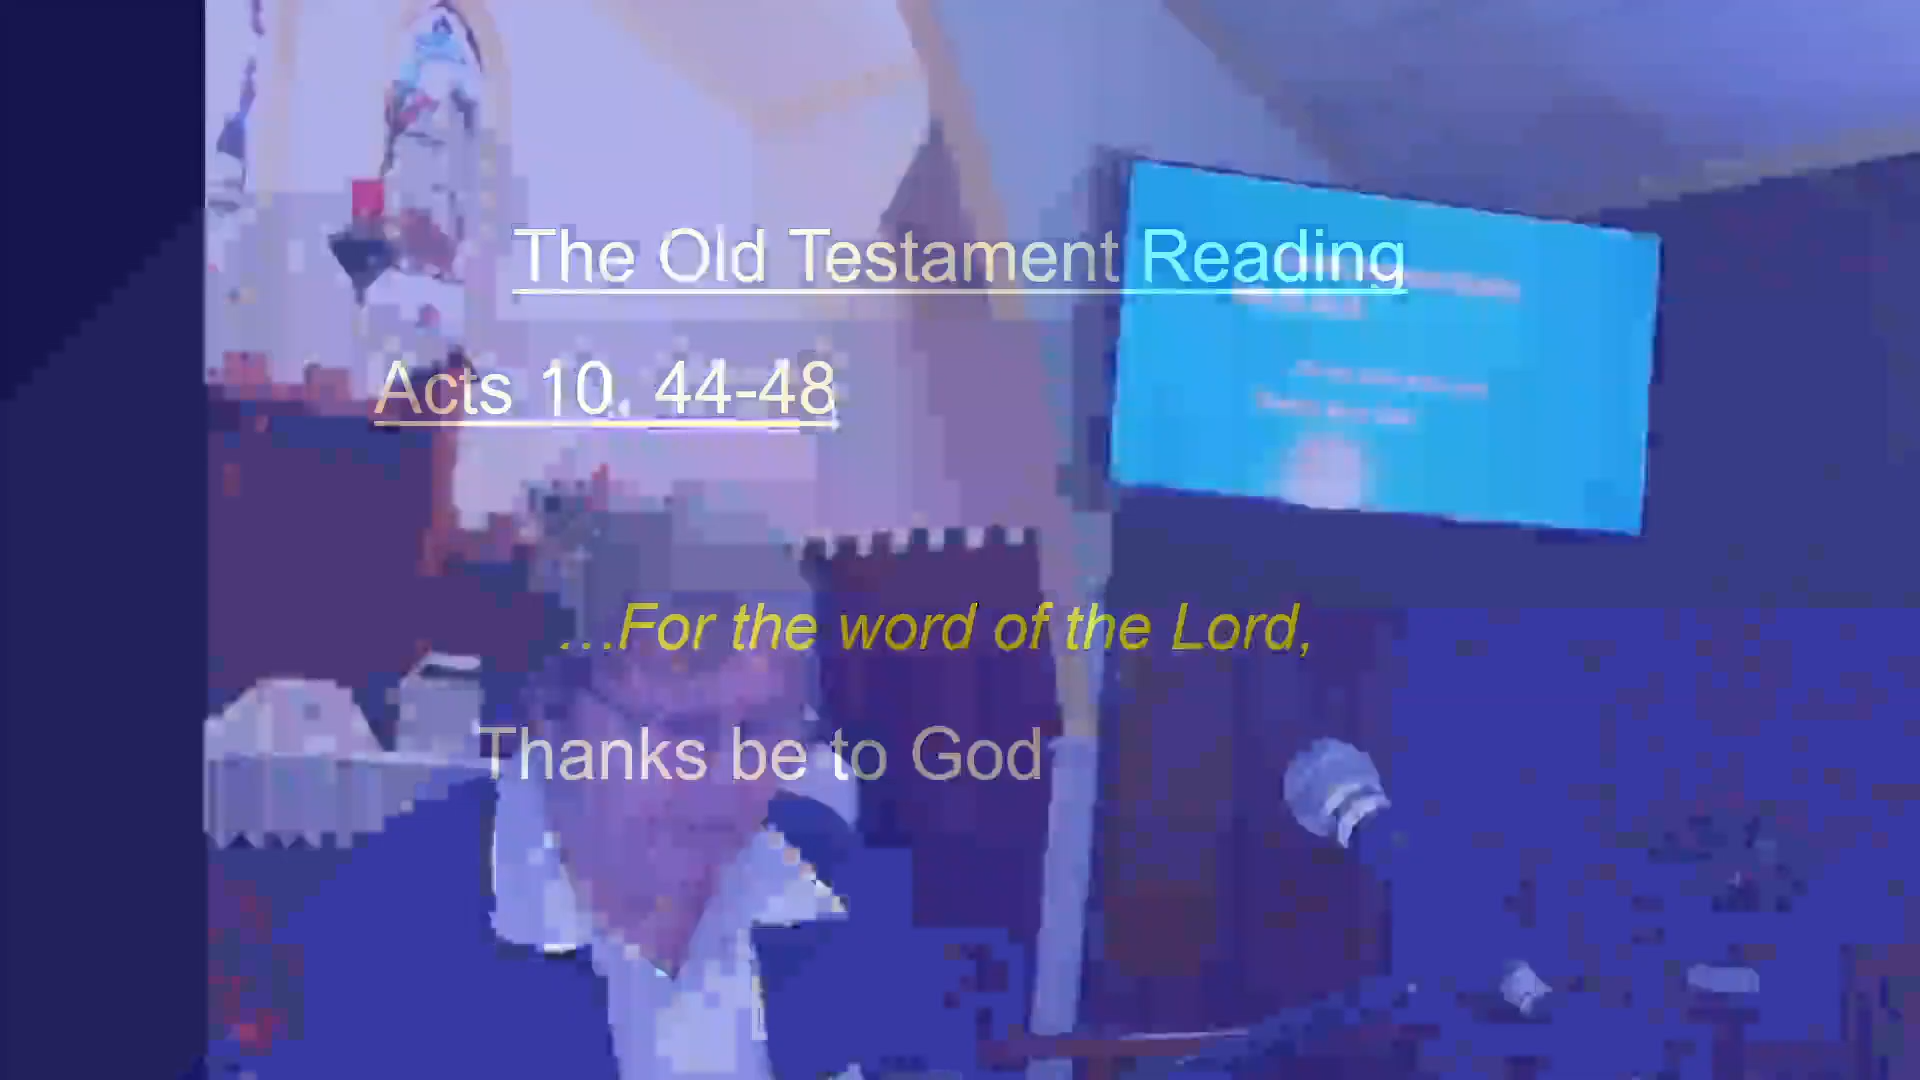 The Old Testament Reading
Acts 10, 44-48
…For the word of the Lord,
Thanks be to God